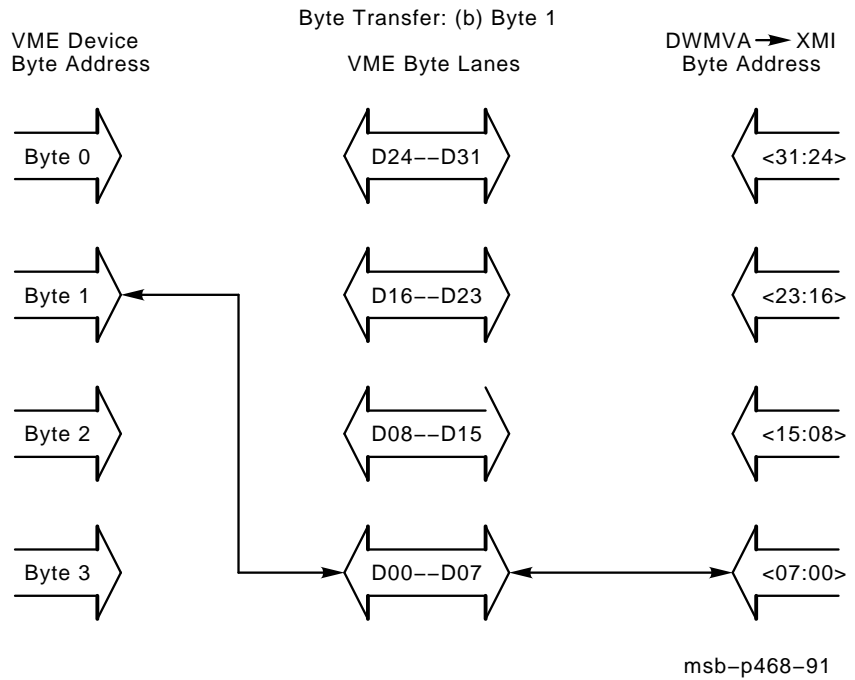 Byte Transfer: (b) Byte 1
VME Device
Byte Address
VME Byte Lanes
DWMVA → XMI
Byte Address
Byte 0
D24−−D31
<31:24>
Byte 1
D16−−D23
<23:16>
Byte 2
D08−−D15
<15:08>
Byte 3
D00−−D07
<07:00>
msb−p468−91